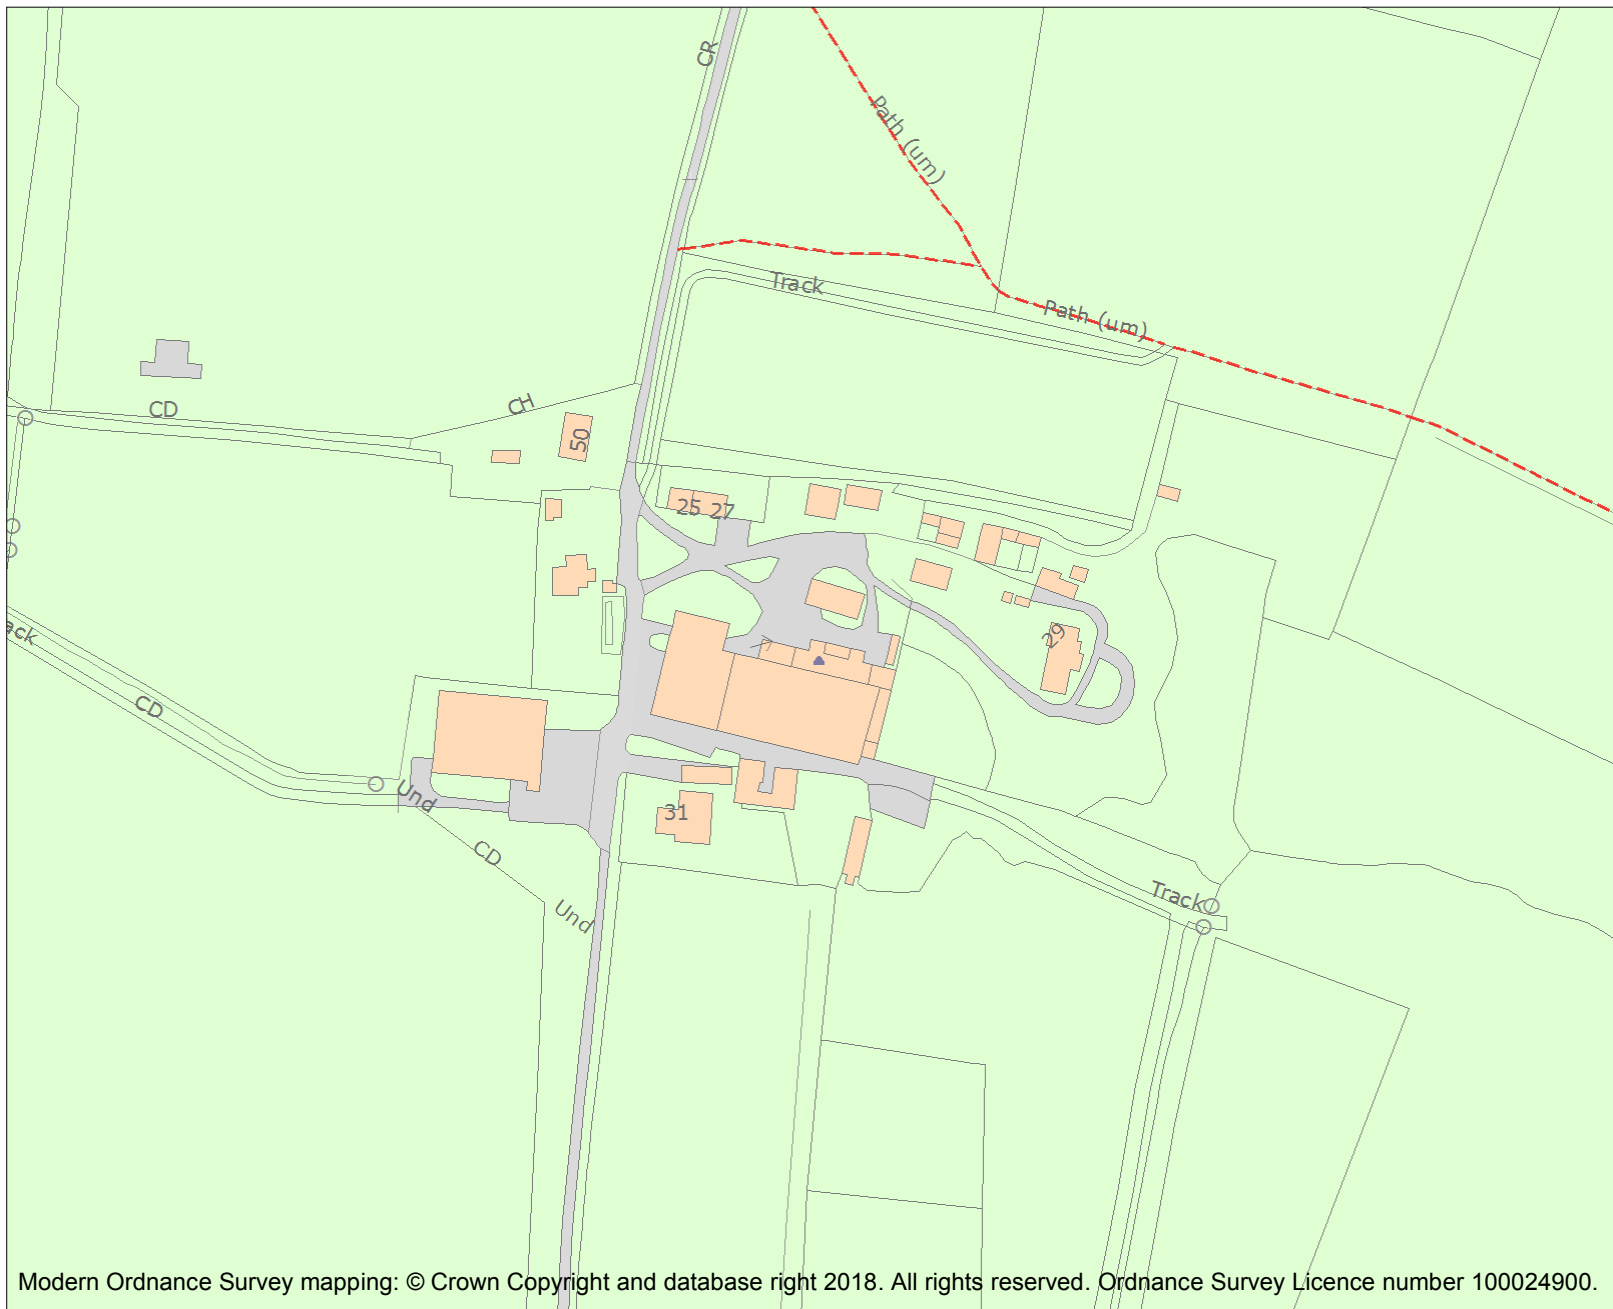 CR
Path (um)
Track
Path (um)
CD
CH
50
25 27
29
ack
CD
Und
31
CD
Und
Track
Modern Ordnance Survey mapping: © Crown Copyright and database right 2018. All rights reserved. Ordnance Survey Licence number 100024900.